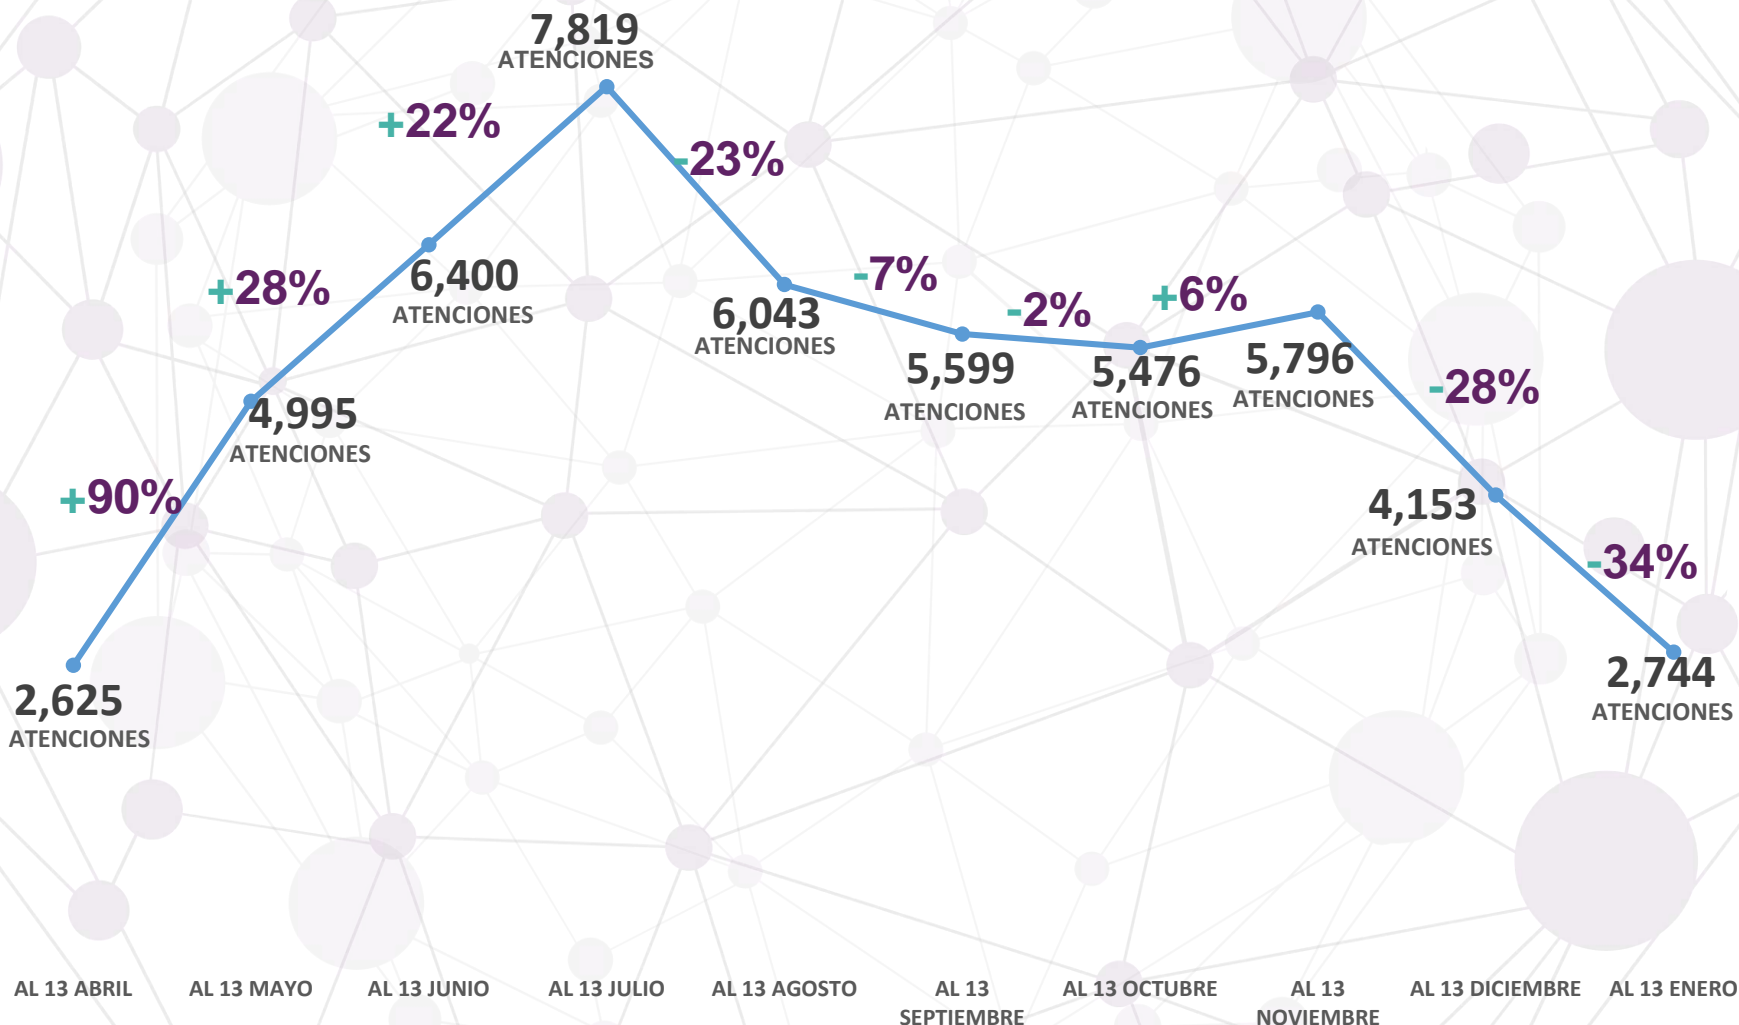 7,819
ATENCIONES
+22%
-23%
+28%
6,400
ATENCIONES
6,043
ATENCIONES
-7%
-2%
+6%
5,599
ATENCIONES
5,476
ATENCIONES
5,796
ATENCIONES
-28%
4,995
ATENCIONES
+90%
4,153
ATENCIONES
-34%
2,625
ATENCIONES
2,744
ATENCIONES
AL 13 ABRIL
AL 13 MAYO
AL 13 JUNIO
AL 13 JULIO
AL 13 AGOSTO
AL 13
SEPTIEMBRE
AL 13 OCTUBRE
AL 13
NOVIEMBRE
AL 13 DICIEMBRE
AL 13 ENERO